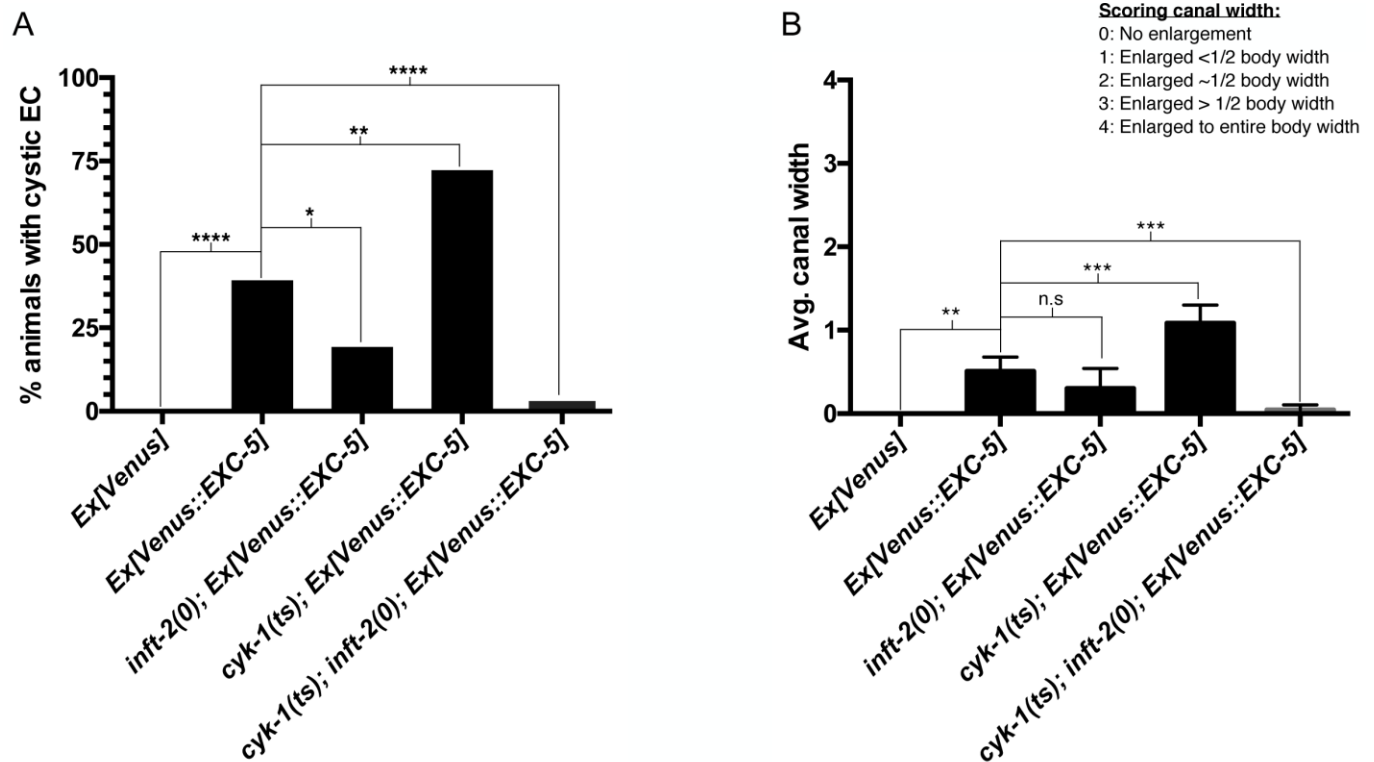 A
% animals with cystic EC
100
75
50
25
0
****
*
**
****
Ex[Venus]
Ex[Venus::EXC-5]
inft-2(0); Ex[Venus::EXC-5]
cyk-1(ts); Ex[Venus::EXC-5]
cyk-1(ts); inft-2(0); Ex[Venus::EXC-5]
B
Scoring canal width:
0: No enlargement
1: Enlarged <1/2 body width
2: Enlarged ~1/2 body width
3: Enlarged > 1/2 body width
4: Enlarged to entire body width
Avg. canal width
4
3
2
1
0
**
n.s
***
***
Ex[Venus]
Ex[Venus::EXC-5]
inft-2(0); Ex[Venus::EXC-5]
cyk-1(ts); Ex[Venus::EXC-5]
cyk-1(ts); inft-2(0); Ex[Venus::EXC-5]